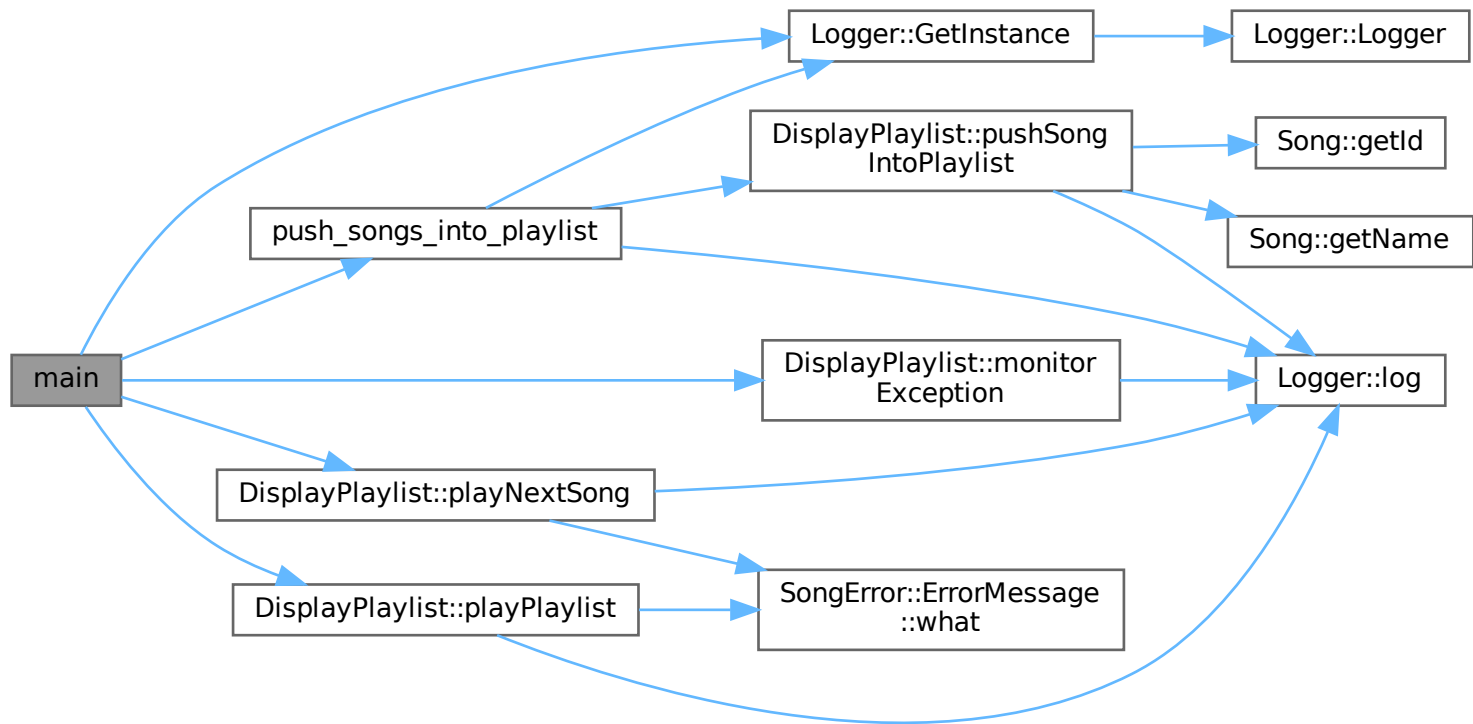 Logger::GetInstance
Logger::Logger
DisplayPlaylist::pushSong
IntoPlaylist
Song::getId
push_songs_into_playlist
Song::getName
main
DisplayPlaylist::monitor
Exception
Logger::log
DisplayPlaylist::playNextSong
DisplayPlaylist::playPlaylist
SongError::ErrorMessage
::what